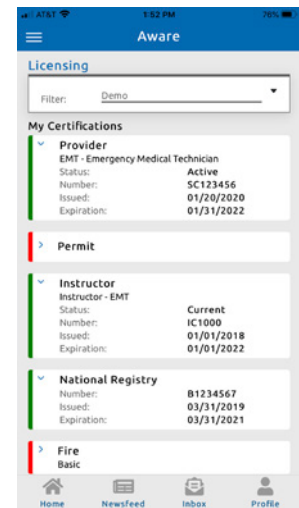 AT&T 1:52 PM 76%
Aware
Licensing
Filter: Demo
My Certifications
Provider
EMT - Emergency Medical Technician
Status: Active
Number: SC123456
Issued: 01/20/2020
Expiration: 01/31/2022
Permit
Instructor
Instructor - EMT
Status: Current
Number: IC1000
Issued: 01/01/2018
Expiration: 01/01/2022
National Registry
Number: B1234567
Issued: 03/31/2019
Expiration: 03/31/2021
Fire
Basic
Home Newsfeed Inbox Profile